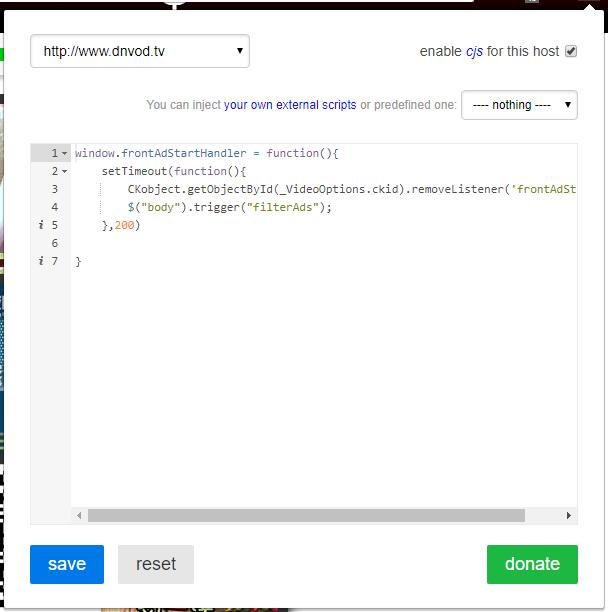 http://www.dnvod.tv
enable cjs for this host
You can inject your own external scripts or predefined one: ---- nothing ----
1 window.frontAdStartHandler = function(){
2 setTimeout(function(){
3 CKobject.getObjectById(_VideoOptions.ckid).removeListener('frontAdSt
4 $("body").trigger("filterAds");
i 5 },200)
6
i 7 }
save reset donate